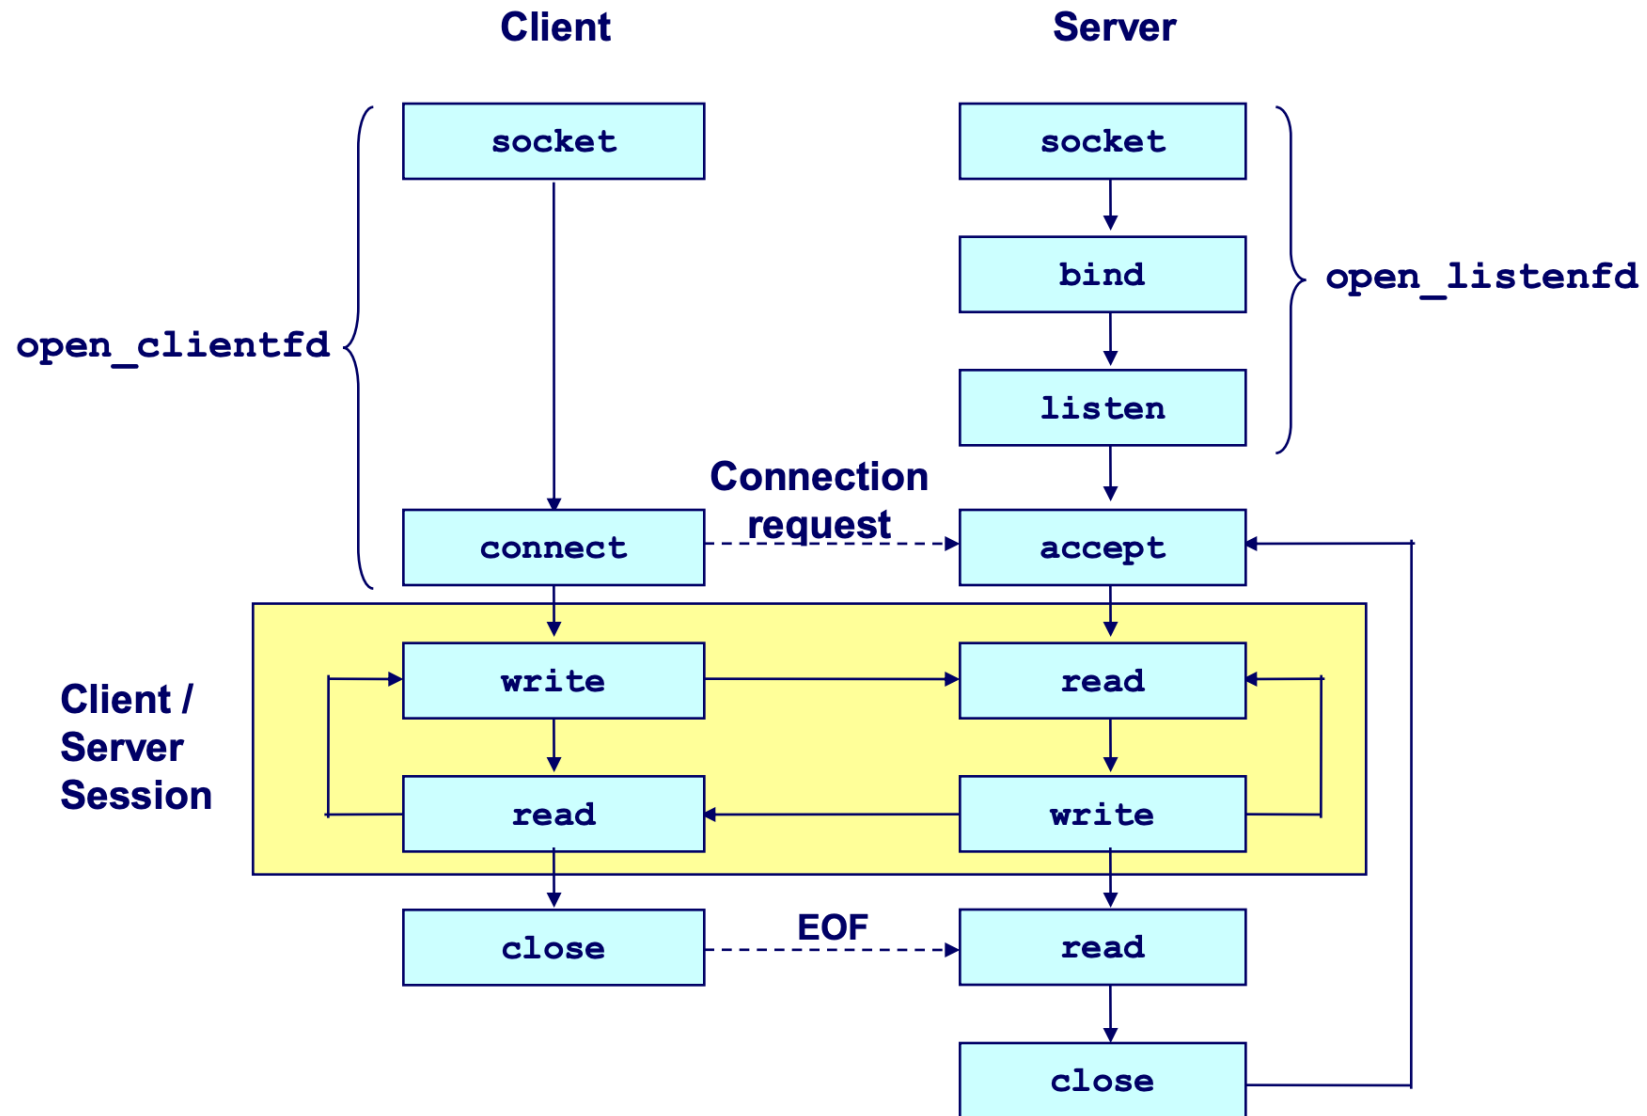 Client
Server
socket
socket
bind
open_listenfd
open_clientfd
listen
Connection
request
connect
accept
Client /
Server
Session
write
read
read
write
EOF
close
read
close